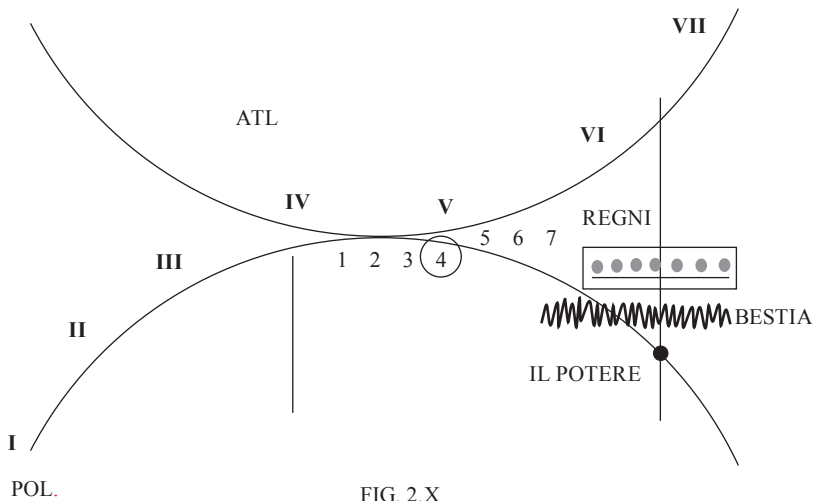 VII
ATL
VI
IV
V
REGNI
5 6 7
1 2 3 4
III
II
BESTIA
IL POTERE
I
POL.
FIG. 2.X